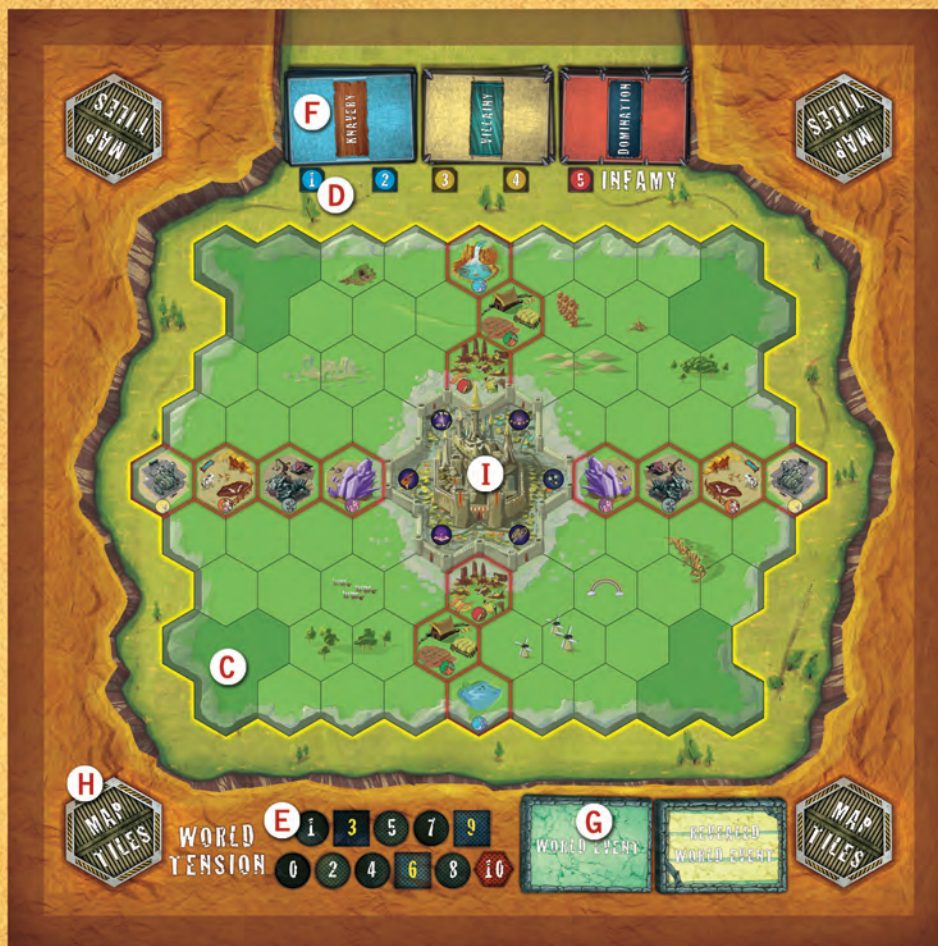 MAP
TILES
MAP
TILES
F
KNAVERY
VILLAINY
DOMINATION
1 2 3 4 5 INFAMY
D
I
C
H
MAP
TILES
WORLD
TENSION
E
1 3 5 7 9
0 2 4 6 8 10
G
WORLD EVENT
REVEALED
WORLD EVENT
MAP
TILES